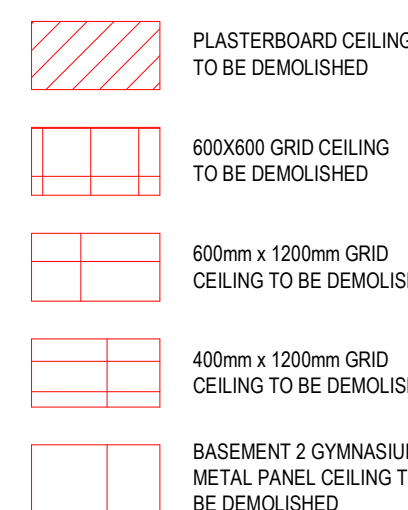 PLASTERBOARD CEILING
TO BE DEMOLISHED
600X600 GRID CEILING
TO BE DEMOLISHED
600mm x 1200mm GRID
CEILING TO BE
400mm x 1200mm GRID
CEILING TO BE
BASEMENT 2
METAL PANEL CEILING
BE DEMOLISHED